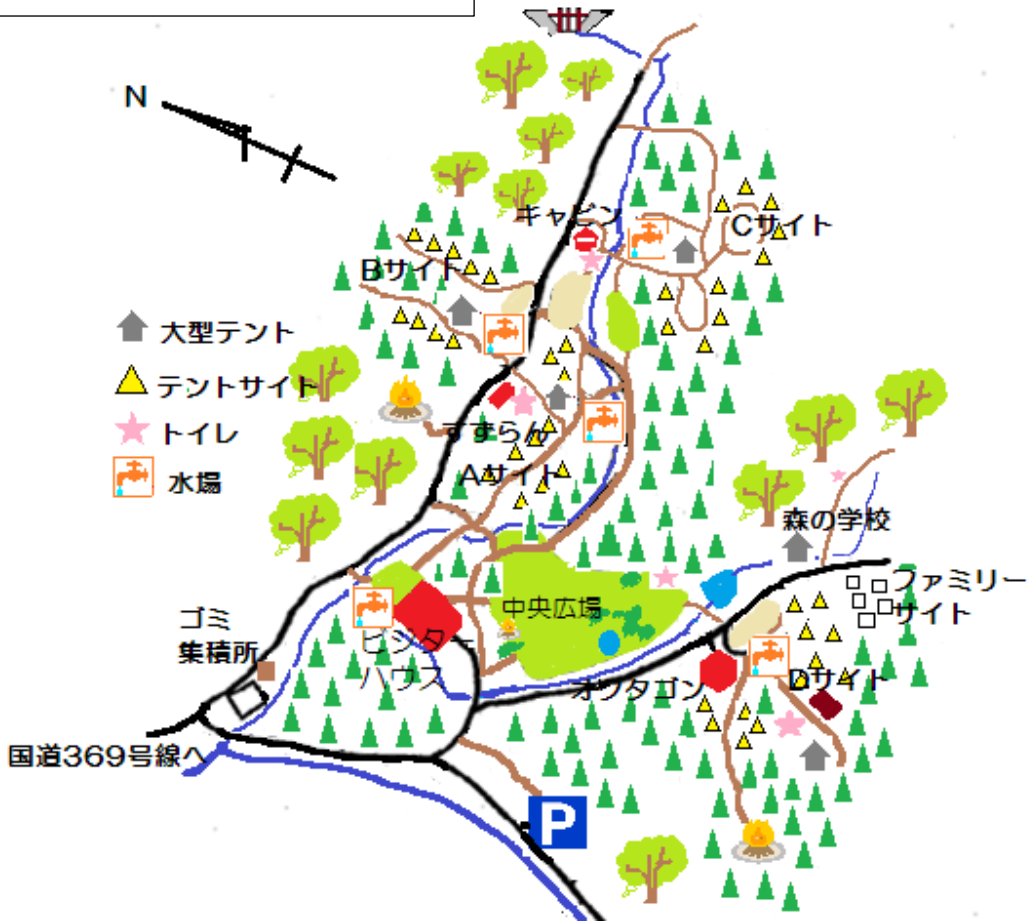 N
キャビン
Cサイト
Bサイト
大型テント
テントサイト
トイレ
水場
すずらん
Aサイト
森の学校
ファミリー
サイト
中央広場
ゴミ
集積所
ビジター
ハウス
オクタゴン
Dサイト
国道369号線へ
P